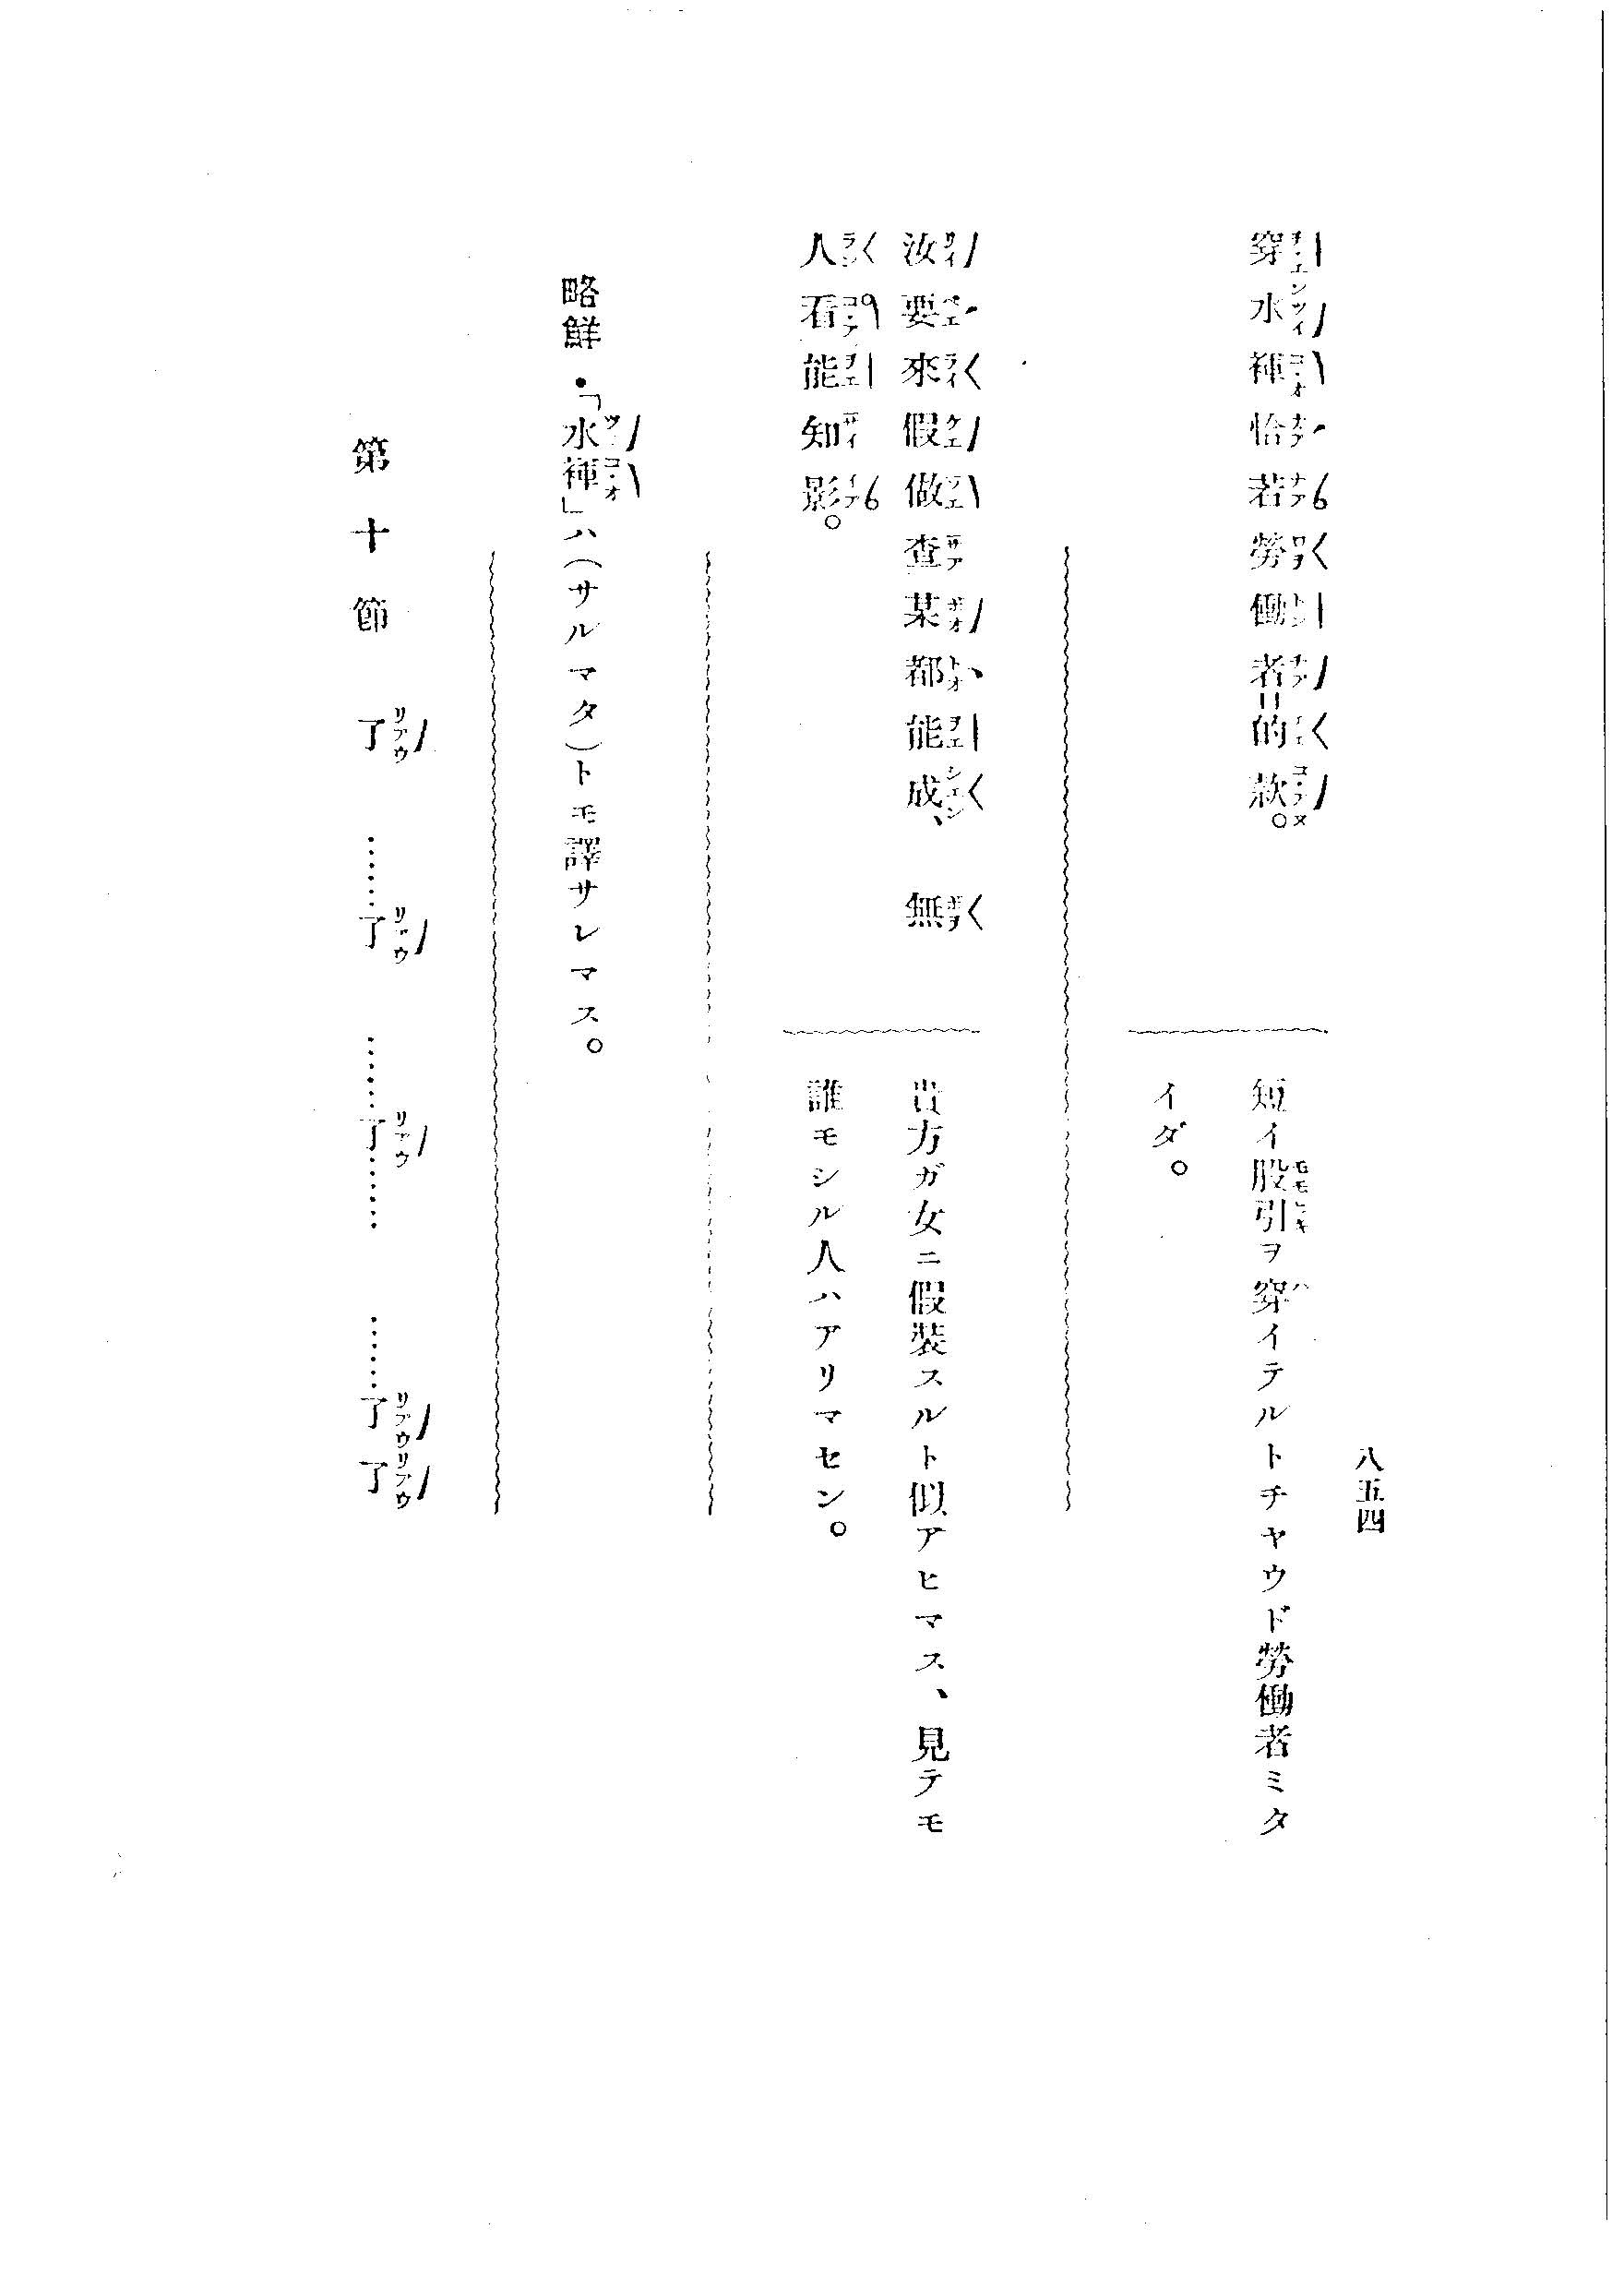 八五四
穿水褌恰若勞働者的款。
短イ股引ヲ穿イテルトチヤウド勞働者ミタ
イダ。
汝要來假做查某都能成、無
人看能知影。
貴方ガ女ニ假裝スルト似アヒマス、見テモ
誰モシル人ハアリマセン。
略鮮・「水褌」ハ(サルマタ)トモ譯サレマス。
第十節 了 ……了 ……了…… ……了了